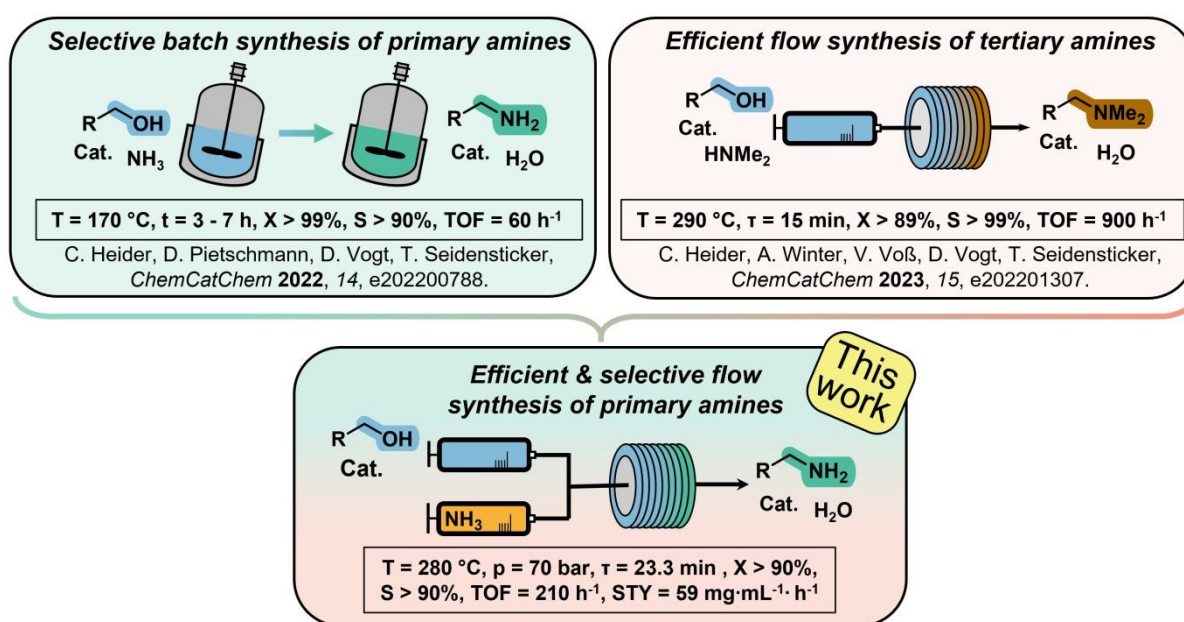 Selective batch synthesis of primary amines
R OH
Cat. NH₃
R NH₂
Cat. H₂O
T = 170 °C, t = 3 - 7 h, X > 99%, S > 90%, TOF = 60 h⁻¹
C. Heider, D. Pietschmann, D. Vogt, T. Seidensticker,
ChemCatChem 2022, 14, e202200788.
Efficient flow synthesis of tertiary amines
R OH
Cat.
HNMe₂
R NMe₂
Cat.
H₂O
T = 290 °C, τ = 15 min, X > 89%, S > 99%, TOF = 900 h⁻¹
C. Heider, A. Winter, V. Voß, D. Vogt, T. Seidensticker,
ChemCatChem 2023, 15, e202201307.
This
work
Efficient & selective flow
synthesis of primary amines
R OH
Cat.
NH₃
R NH₂
Cat. H₂O
T = 280 °C, p = 70 bar, τ = 23.3 min , X > 90%,
S > 90%, TOF = 210 h⁻¹, STY = 59 mg·mL⁻¹· h⁻¹